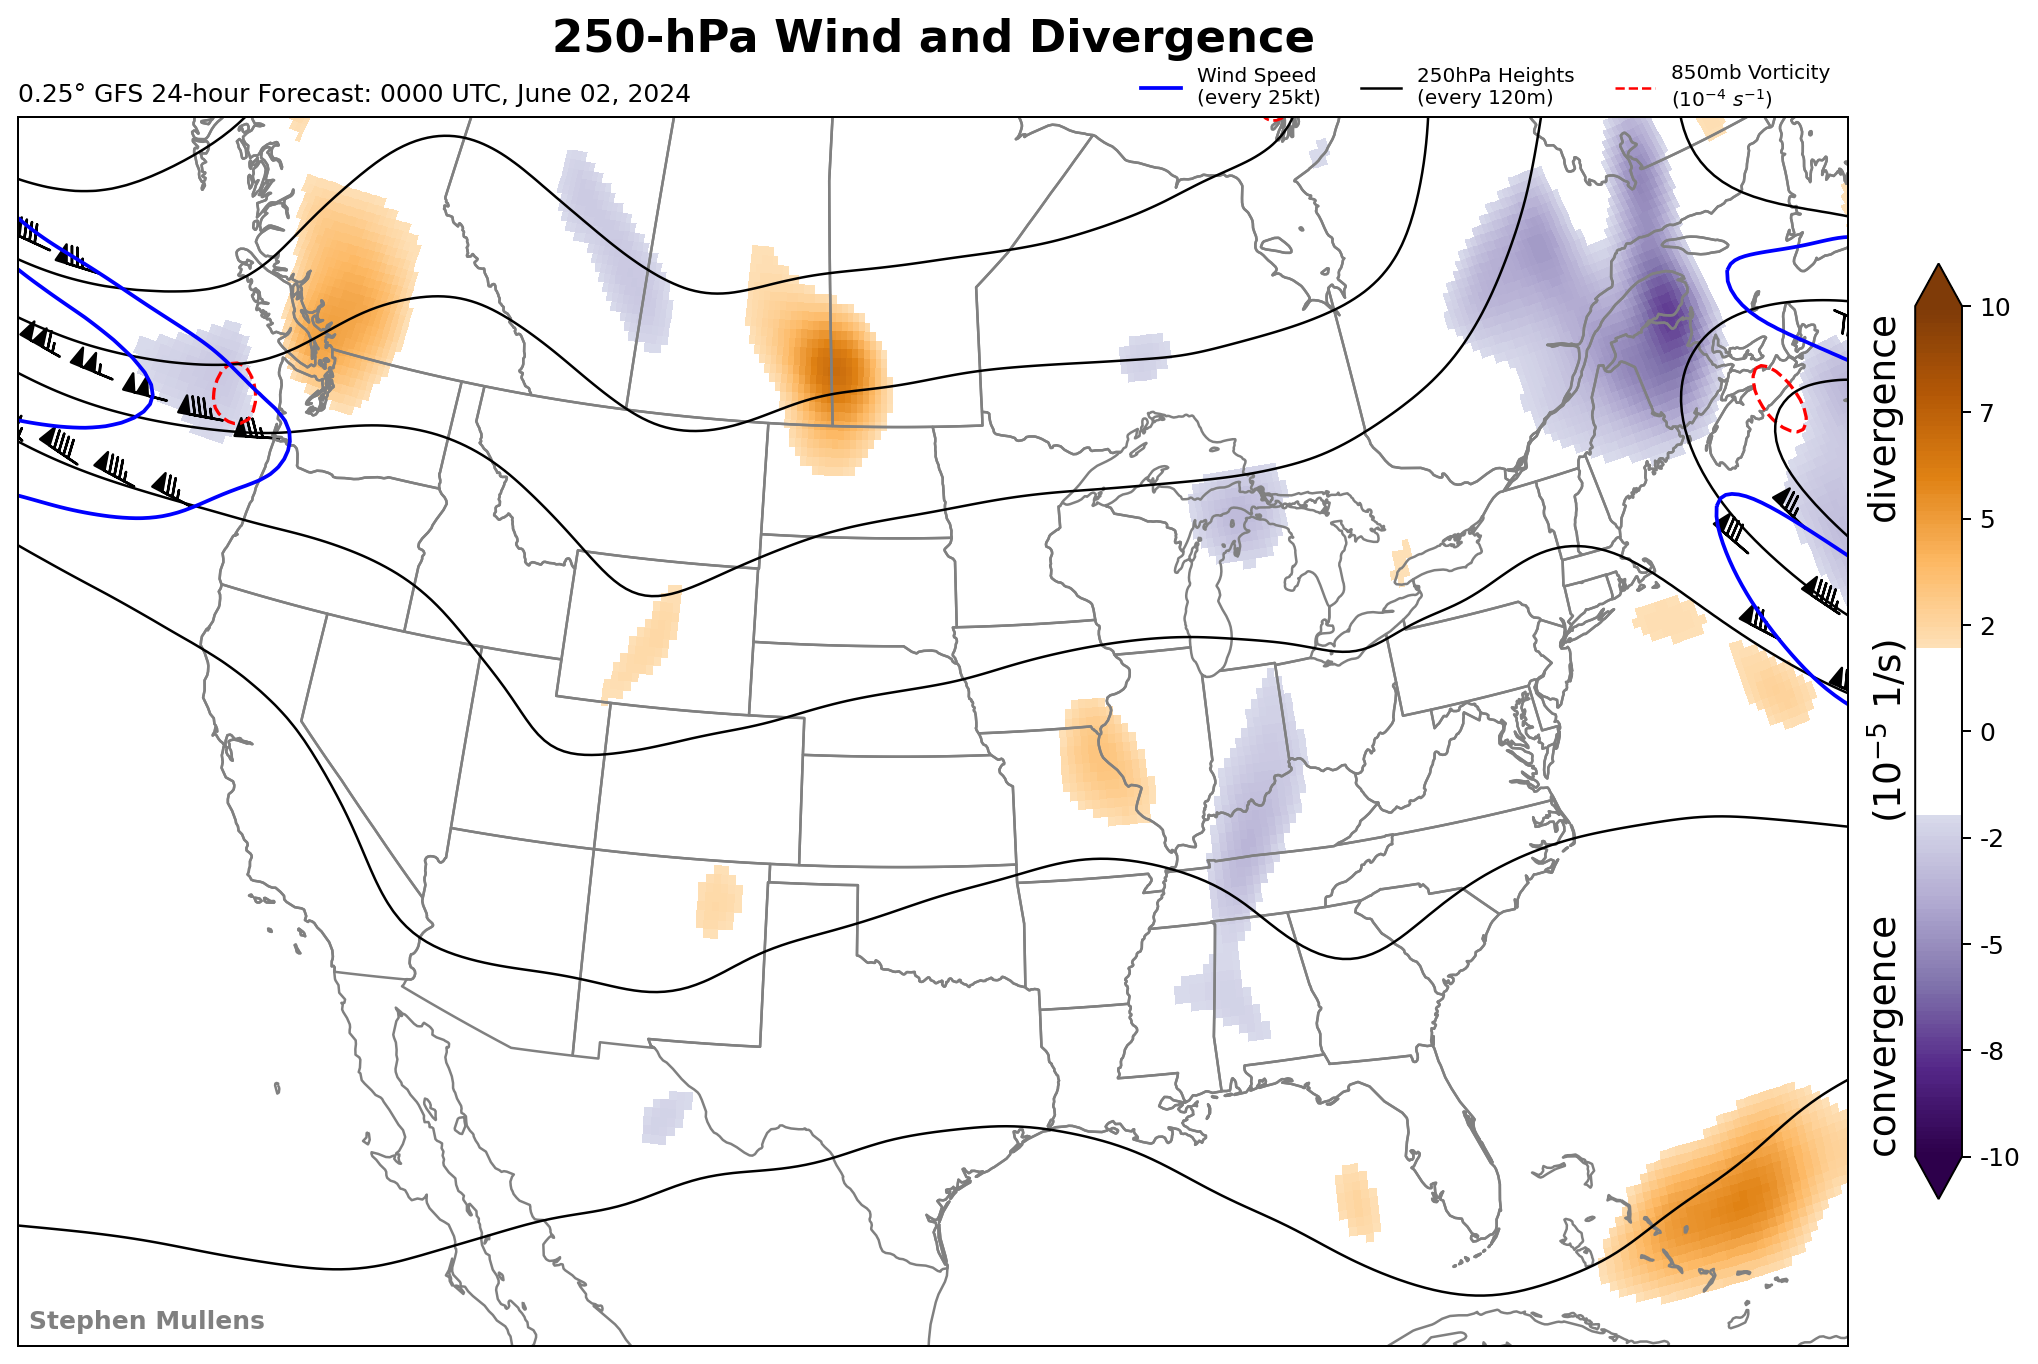 250-hPa Wind and Divergence
0.25° GFS 24-hour Forecast: 0000 UTC, June 02, 2024
Wind Speed
(every 25kt)
250hPa Heights
(every 120m)
850mb Vorticity
(10⁻⁴ s⁻¹)
10
7
5
2
0
-2
-5
-8
-10
convergence (10⁻⁵ 1/s) divergence
Stephen Mullens